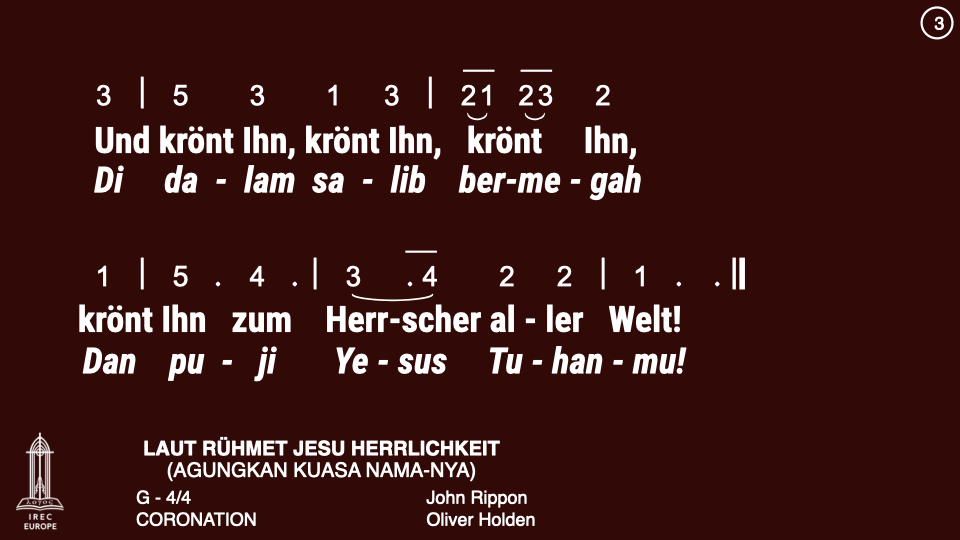 3
3 | 5 3 1 3 | 21 23 2
Und krönt Ihn, krönt Ihn, krönt Ihn,
Di da - lam sa - lib ber-me - gah
1 | 5 . 4 . | 3 .4 2 2 | 1 . . ||
krönt Ihn zum Herr-scher al - ler Welt!
Dan pu - ji Ye - sus Tu - han - mu!
LAUT RÜHMET JESU HERRLICHKEIT
(AGUNGKAN KUASA NAMA-NYA)
G - 4/4 John Rippon
CORONATION Oliver Holden
ΛΟΓΟΣ
IREC
EUROPE